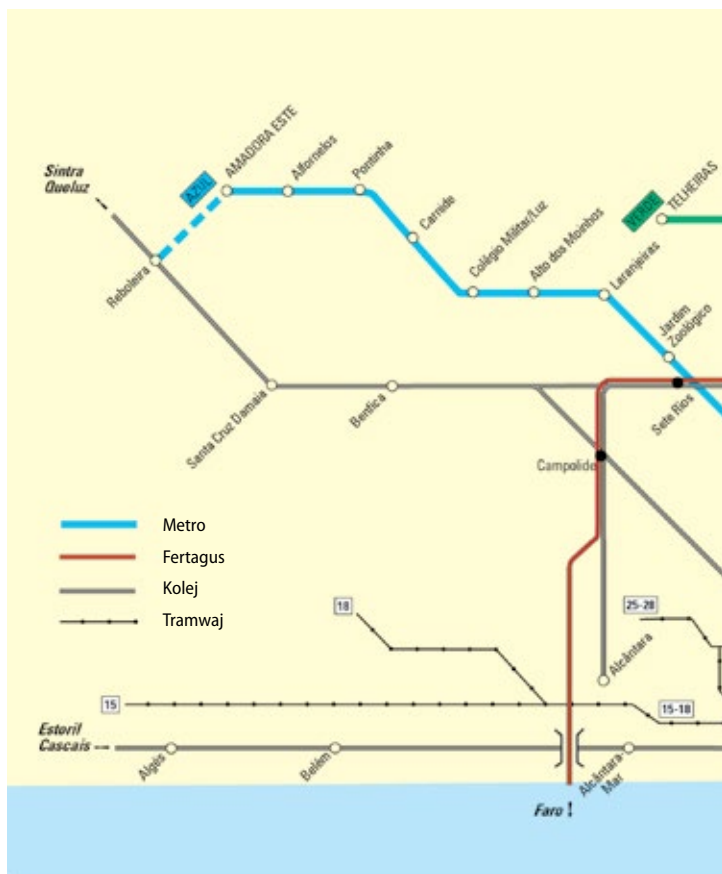 AMADORA ESTE
AZUL
Alfornelos
Pontinha
Sintra
Queluz
Carnide
Colégio Militar/Luz
Alto dos Moinhos
VERDE
TELHEIRAS
Laranjeiras
Reboleira
Jardim
Zoológico
Santa Cruz Damaia
Benfica
Sete Rios
Campolide
Metro
Fertagus
Kolej
Tramwaj
18
25-28
Alcântara
15
15-18
Estoril
Cascais
Algés
Belém
Alcântara-
Mar
Faro